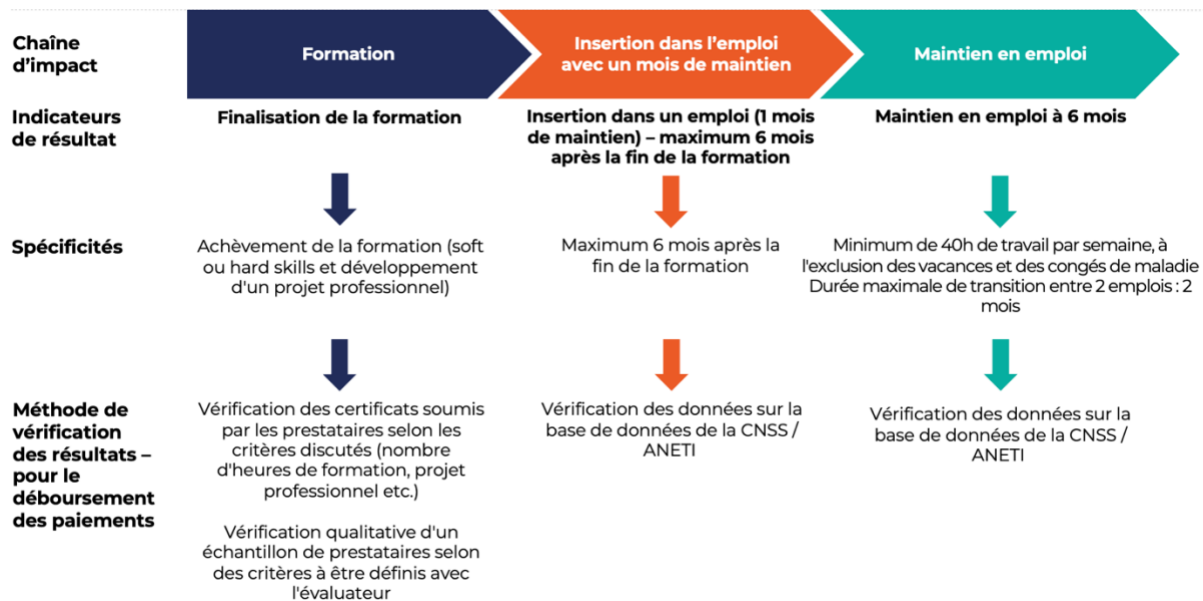 Chaîne
d'impact
Formation
Insertion dans l'emploi
avec un mois de maintien
Maintien en emploi
Indicateurs
de résultat
Finalisation de la formation
Insertion dans un emploi (1 mois
de maintien) – maximum 6 mois
après la fin de la formation
Maintien en emploi à 6 mois
Spécificités
Achèvement de la formation (soft
ou hard skills et développement
d'un projet professionnel)
Maximum 6 mois après la
fin de la formation
Minimum de 40h de travail par semaine, à
l'exclusion des vacances et des congés de maladie
Durée maximale de transition entre 2 emplois : 2
mois
Méthode de
vérification
des résultats –
pour le
déboursement
des paiements
Vérification des certificats soumis
par les prestataires selon les
critères discutés (nombre
d'heures de formation, projet
professionnel etc.)
Vérification qualitative d'un
échantillon de prestataires selon
des critères à être définis avec
l'évaluateur
Vérification des données sur la
base de données de la CNSS /
ANETI
Vérification des données sur la
base de données de la CNSS /
ANETI